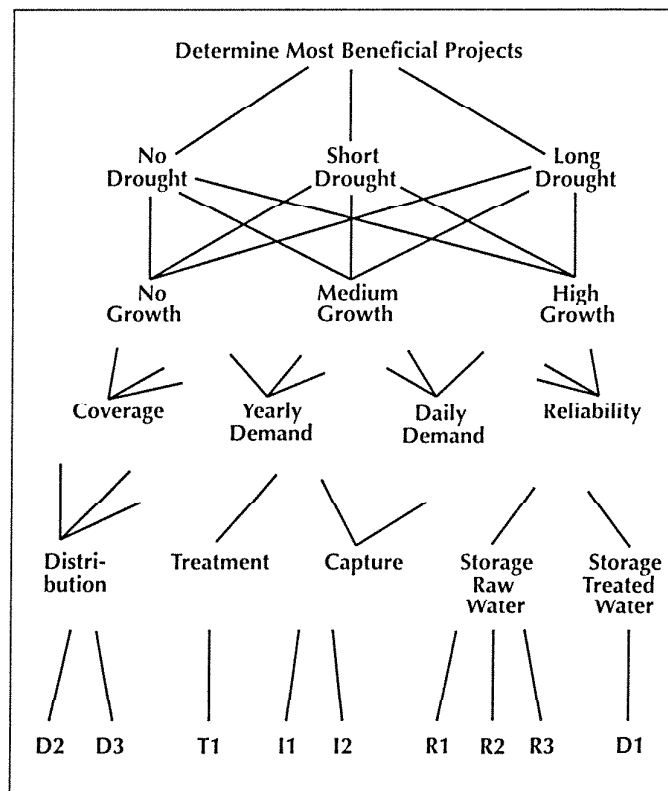 Determine Most Beneficial Projects
No Drought
Short Drought
Long Drought
No Growth
Medium Growth
High Growth
Coverage
Yearly Demand
Daily Demand
Reliability
Distri-
bution
Treatment
Capture
Storage Raw Water
Storage Treated Water
D2 D3 T1 I1 I2 R1 R2 R3 D1